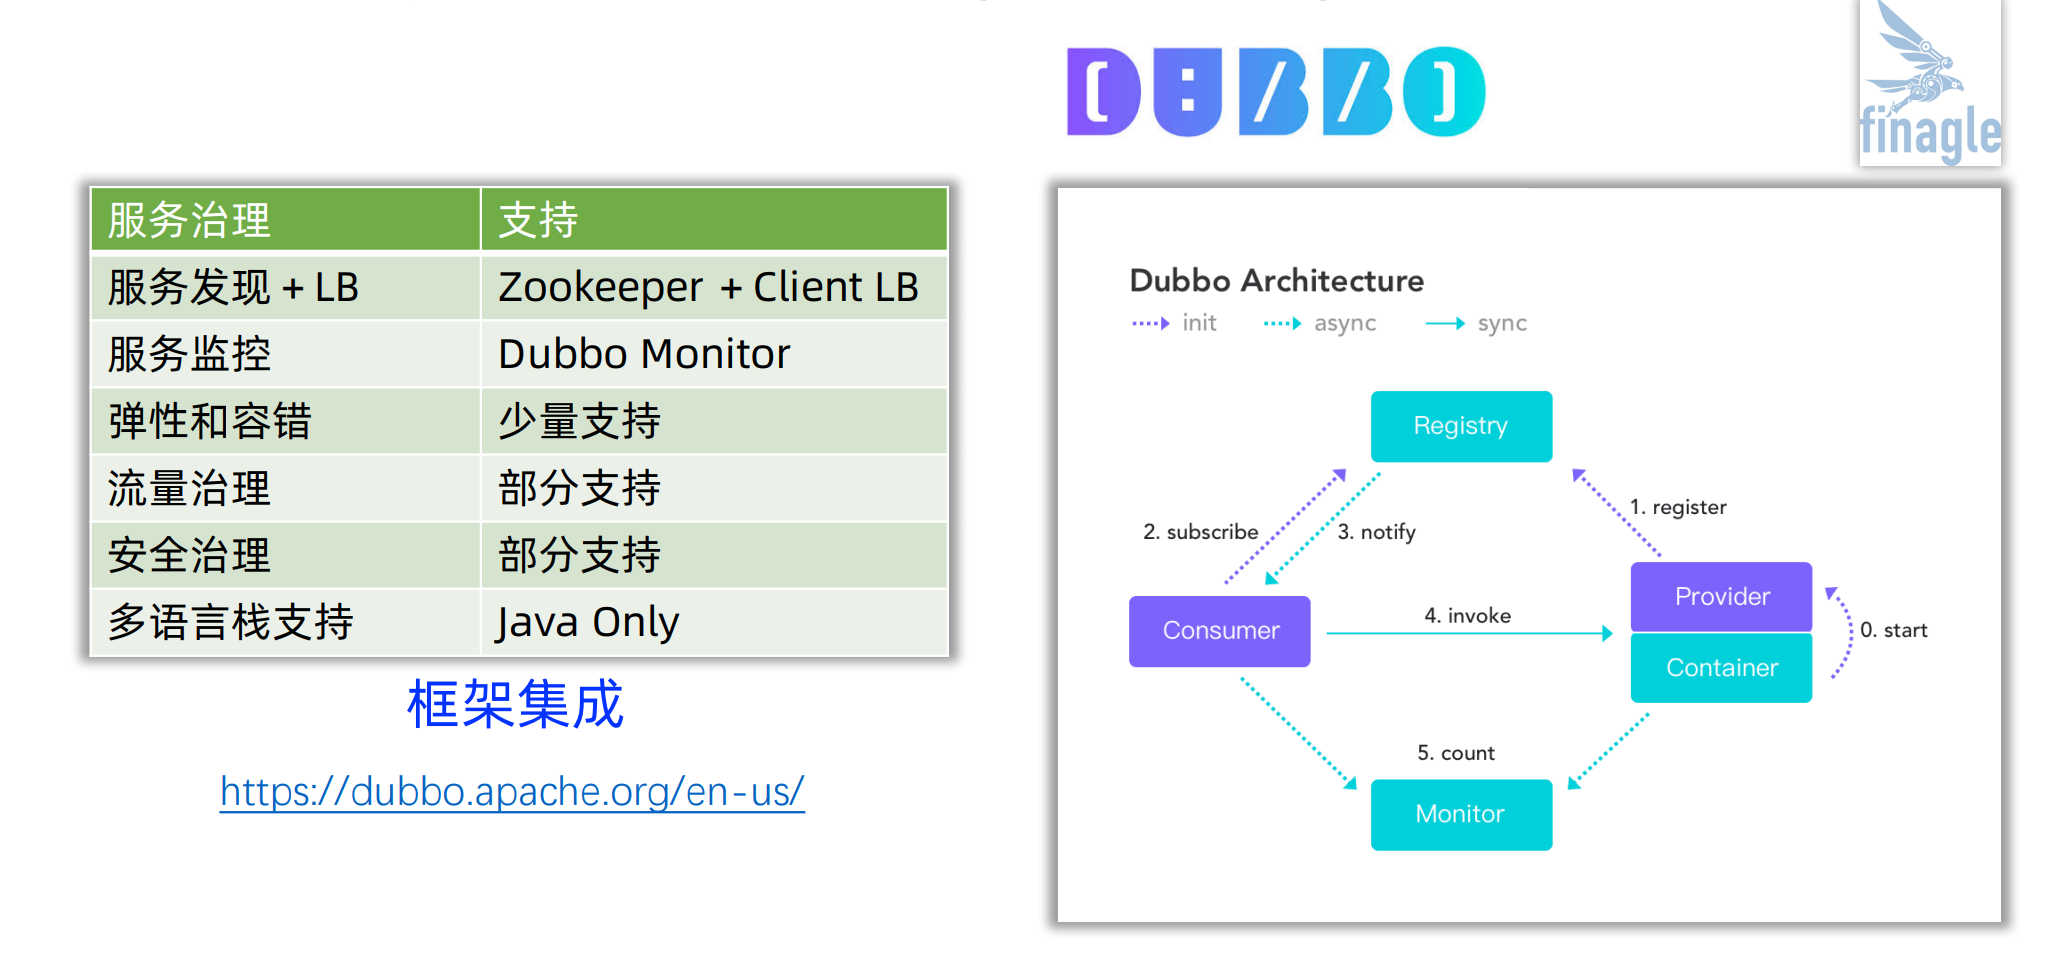 DUBBO
finagle
服务治理 支持
服务发现 + LB Zookeeper + Client LB
服务监控 Dubbo Monitor
弹性和容错 少量支持
流量治理 部分支持
安全治理 部分支持
多语言栈支持 Java Only
框架集成
https://dubbo.apache.org/en-us/
Dubbo Architecture
init async sync
Registry
1. register
2. subscribe
3. notify
Provider
Consumer
4. invoke
0. start
Container
5. count
Monitor